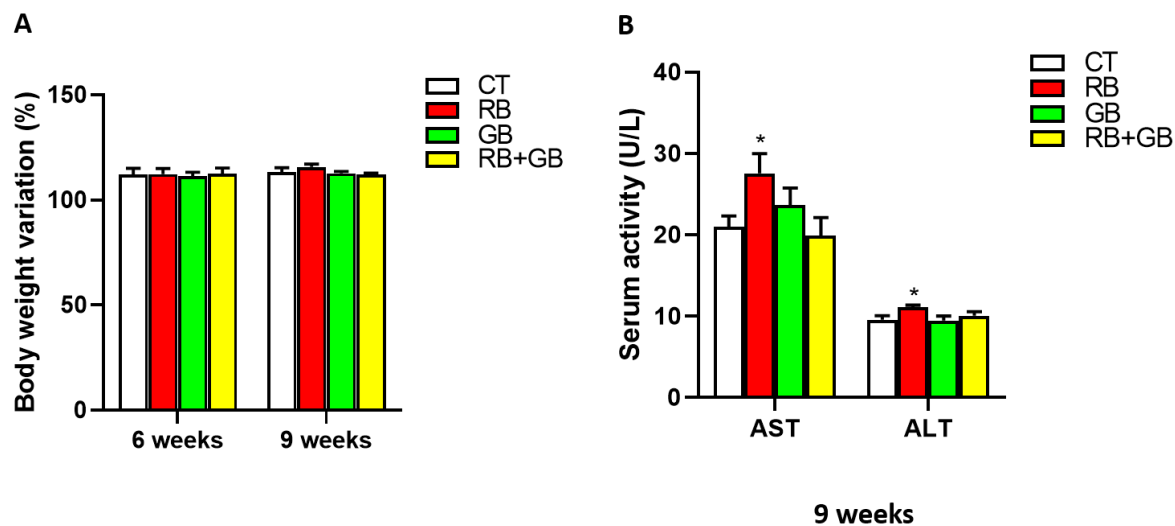 A
Body weight variation (%)
150
100
50
0
6 weeks
9 weeks
CT
RB
GB
RB+GB
B
Serum activity (U/L)
40
30
20
10
0
*
*
AST
ALT
CT
RB
GB
RB+GB
9 weeks